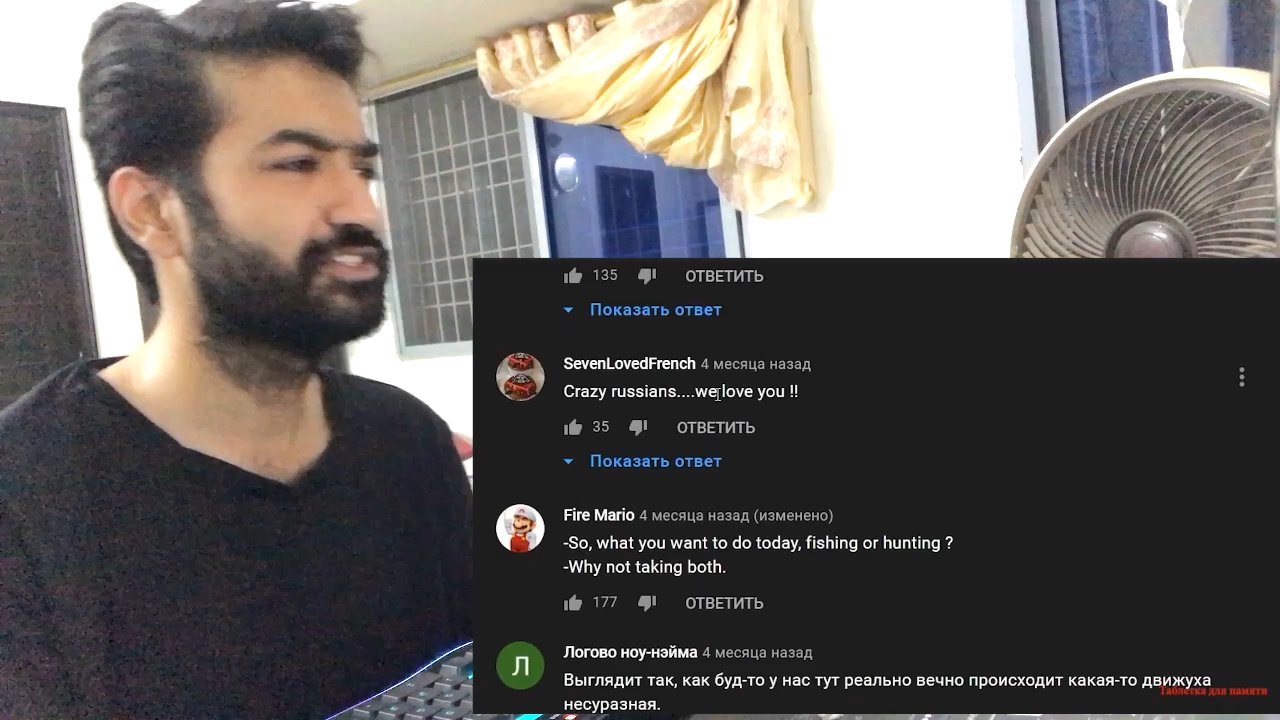 135 ОТВЕТИТЬ
Показать ответ
SevenLovedFrench 4 месяца назад
Crazy russians....we love you !!
35 ОТВЕТИТЬ
Показать ответ
Fire Mario 4 месяца назад (изменено)
-So, what you want to do today, fishing or hunting ?
-Why not taking both.
177 ОТВЕТИТЬ
Л
Логово ноу-нэйма 4 месяца назад
Выглядит так, как буд-то у нас тут реально вечно происходит какая-то движуха
несуразная.
Таблетка для памяти